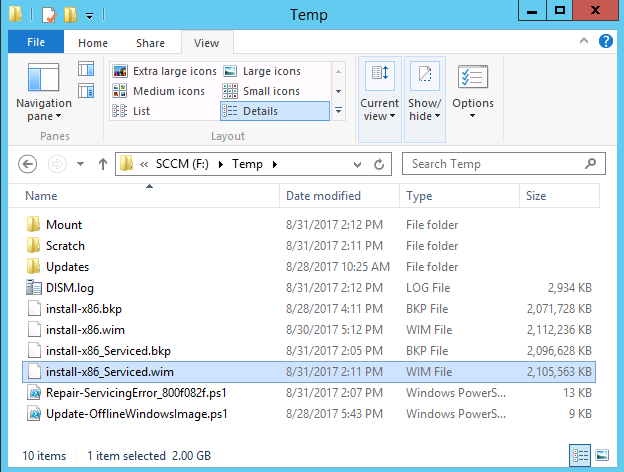 Temp
File Home Share View
Extra large icons Large icons
Medium icons Small icons
List Details
Navigation pane
Current view
Show/hide
Options
Panes Layout
« SCCM (F:) Temp Search Temp
Name Date modified Type Size
Mount 8/31/2017 2:12 PM File folder
Scratch 8/31/2017 2:11 PM File folder
Updates 8/28/2017 10:25 AM File folder
DISM.log 8/31/2017 2:12 PM LOG File 2,934 KB
install-x86.bkp 8/28/2017 4:11 PM BKP File 2,071,728 KB
install-x86.wim 8/30/2017 5:12 PM WIM File 2,112,236 KB
install-x86_Serviced.bkp 8/31/2017 2:05 PM BKP File 2,096,628 KB
install-x86_Serviced.wim 8/31/2017 2:11 PM WIM File 2,105,563 KB
Repair-ServicingError_800f082f.ps1 8/31/2017 2:07 PM Windows PowerS... 13 KB
Update-OfflineWindowsImage.ps1 8/28/2017 5:43 PM Windows PowerS... 9 KB
10 items 1 item selected 2.00 GB